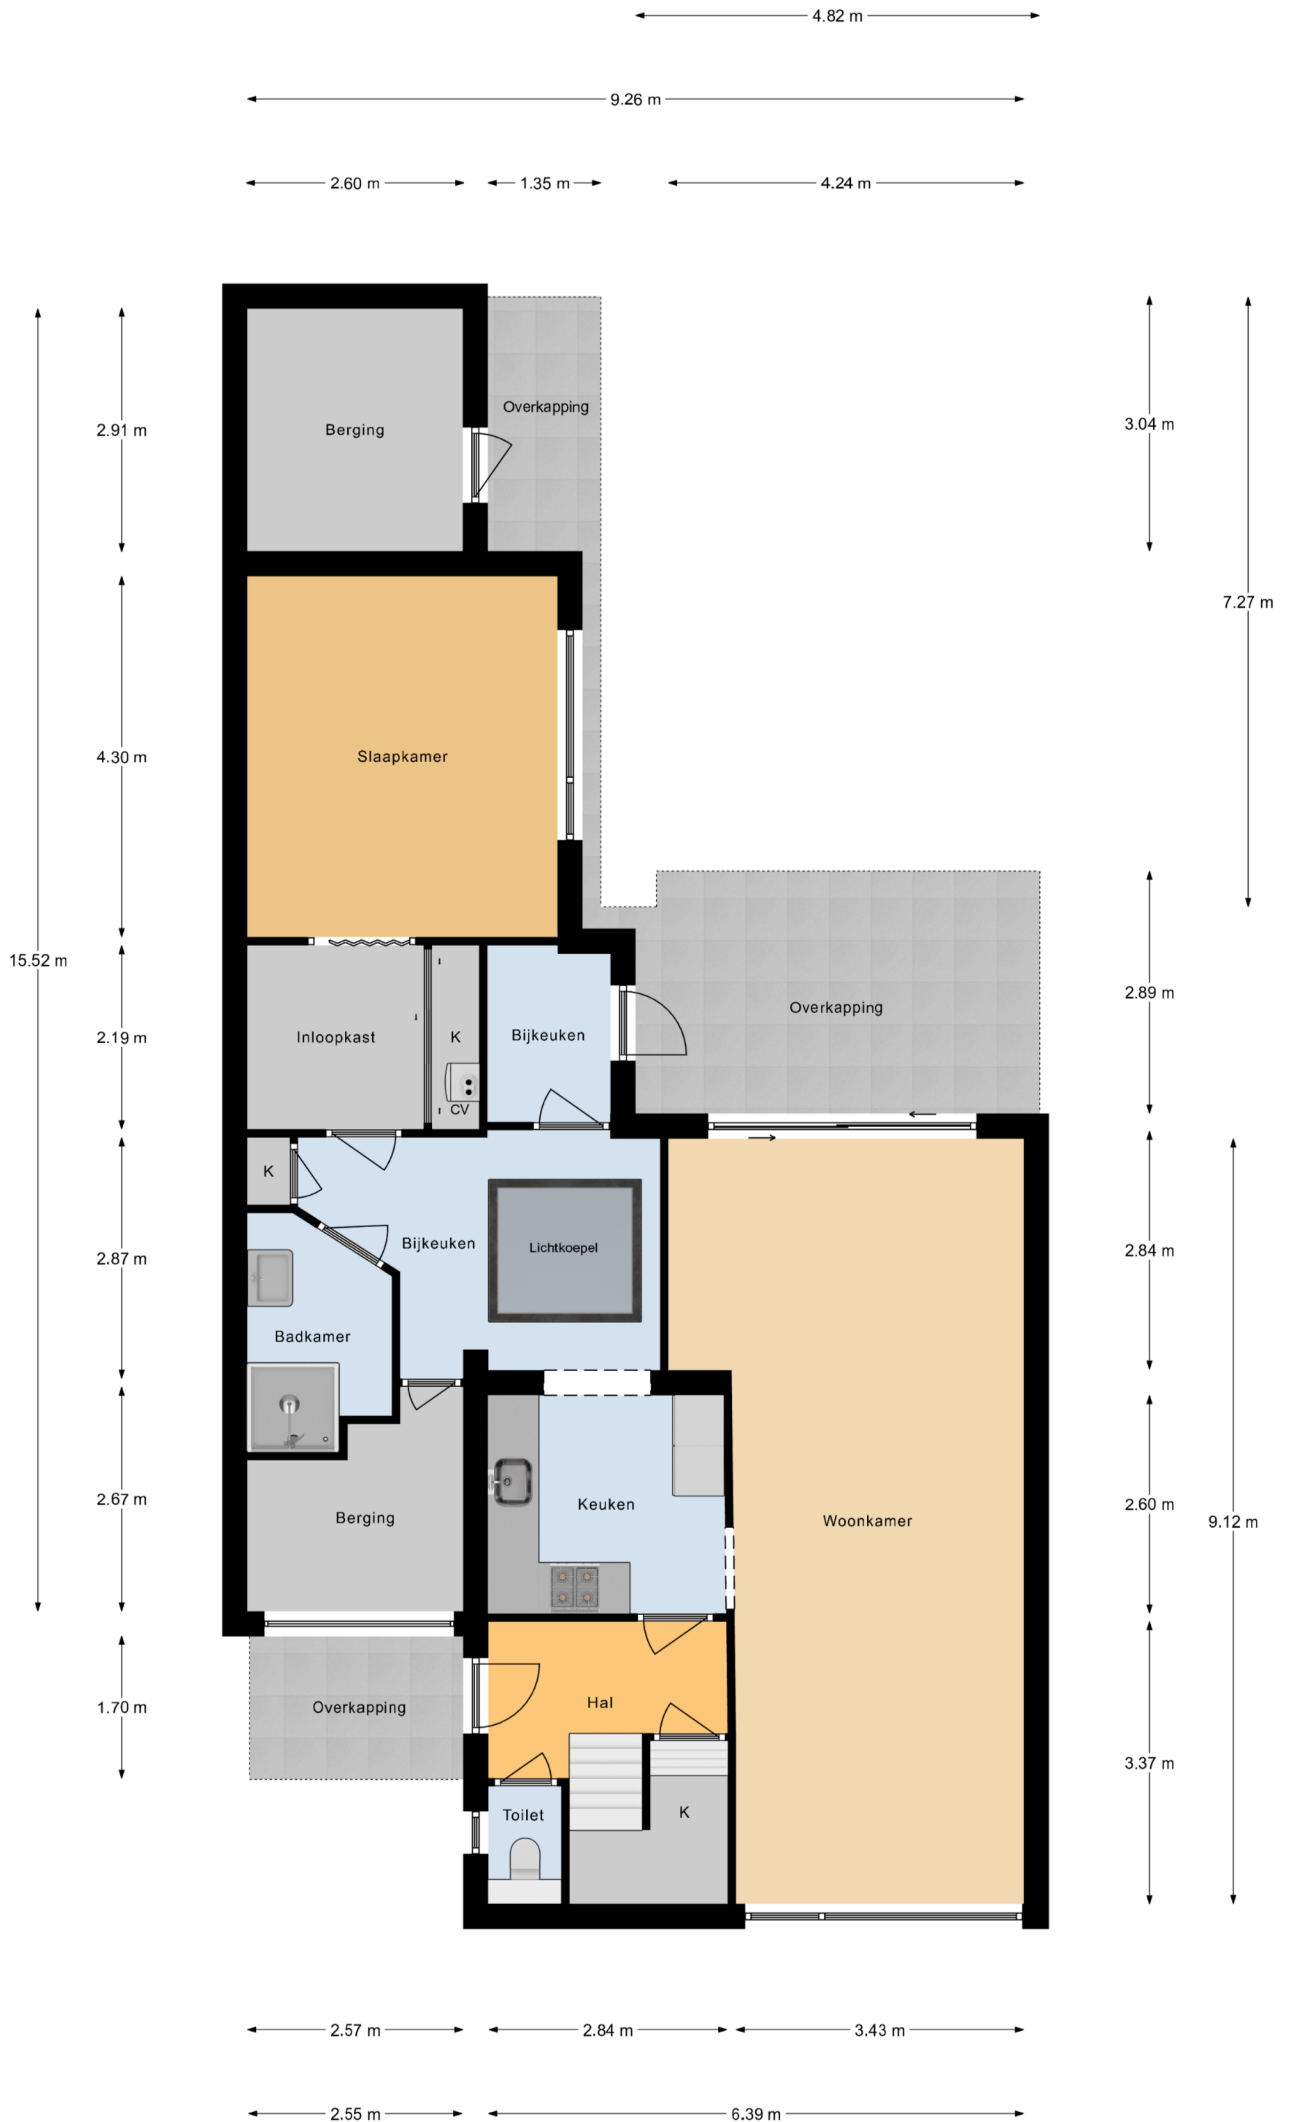 4.82 m
9.26 m
2.60 m
1.35 m
4.24 m
Overkapping
2.91 m
Berging
3.04 m
7.27 m
4.30 m
Slaapkamer
15.52 m
2.89 m
Overkapping
2.19 m
Inloopkast
K
Bijkeuken
CV
K
Bijkeuken
Lichtkoepel
2.87 m
2.84 m
Badkamer
2.67 m
Berging
Keuken
Woonkamer
2.60 m
9.12 m
1.70 m
Overkapping
Hal
3.37 m
Toilet
K
2.57 m
2.84 m
3.43 m
2.55 m
6.39 m